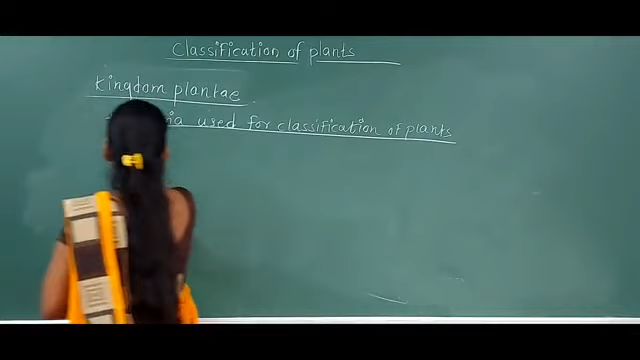 Classification of plants
Kingdom plantae
used for classification of plants